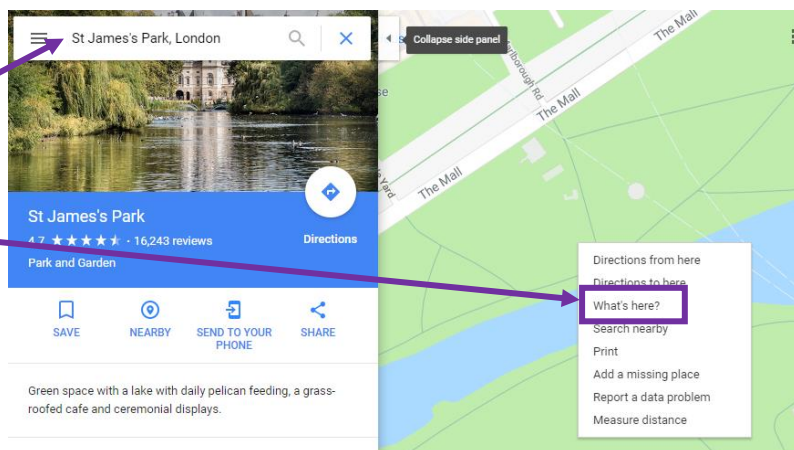 St James's Park, London
Collapse side panel
The Mall
Marlborough Rd
The Mall
The Mall
St James's Park
4.7 ★★★★★ · 16,243 reviews
Park and Garden
Directions
SAVE
NEARBY
SEND TO YOUR PHONE
SHARE
Green space with a lake with daily pelican feeding, a grass-
roofed cafe and ceremonial displays.
Directions from here
Directions to here
What's here?
Search nearby
Print
Add a missing place
Report a data problem
Measure distance